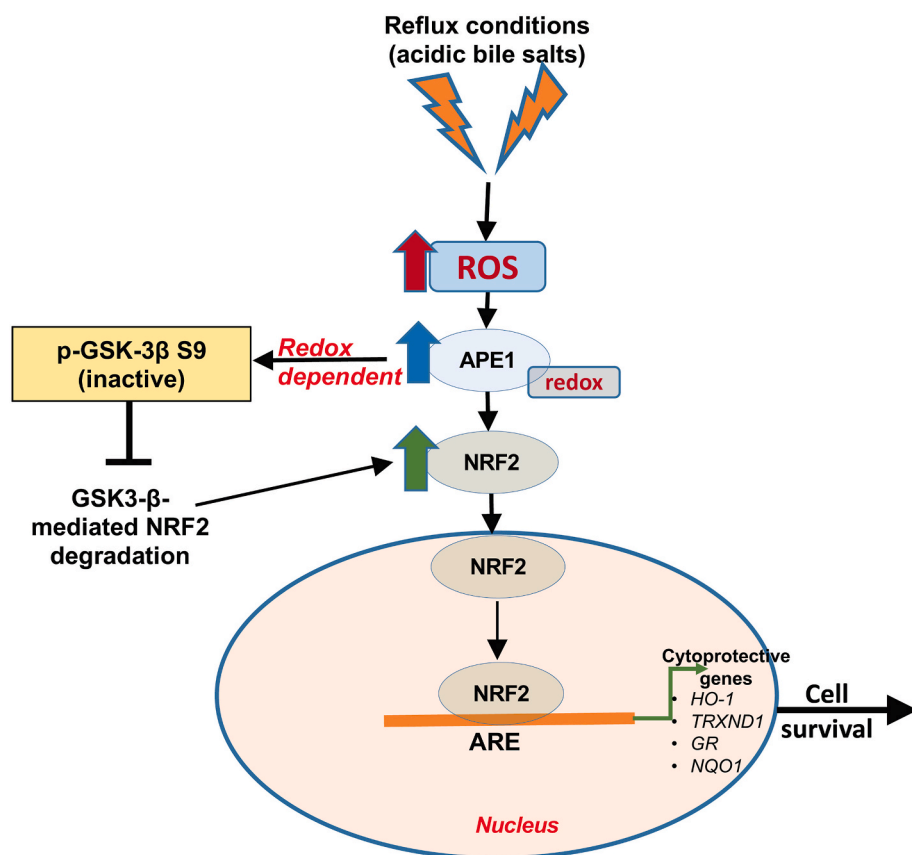 Reflux conditions
(acidic bile salts)
ROS
p-GSK-3β S9
(inactive)
Redox
dependent
APE1
redox
NRF2
GSK3-β-
mediated NRF2
degradation
NRF2
NRF2
ARE
Cytoprotective
genes
• HO-1
• TRXND1
• GR
• NQO1
Cell
survival
Nucleus